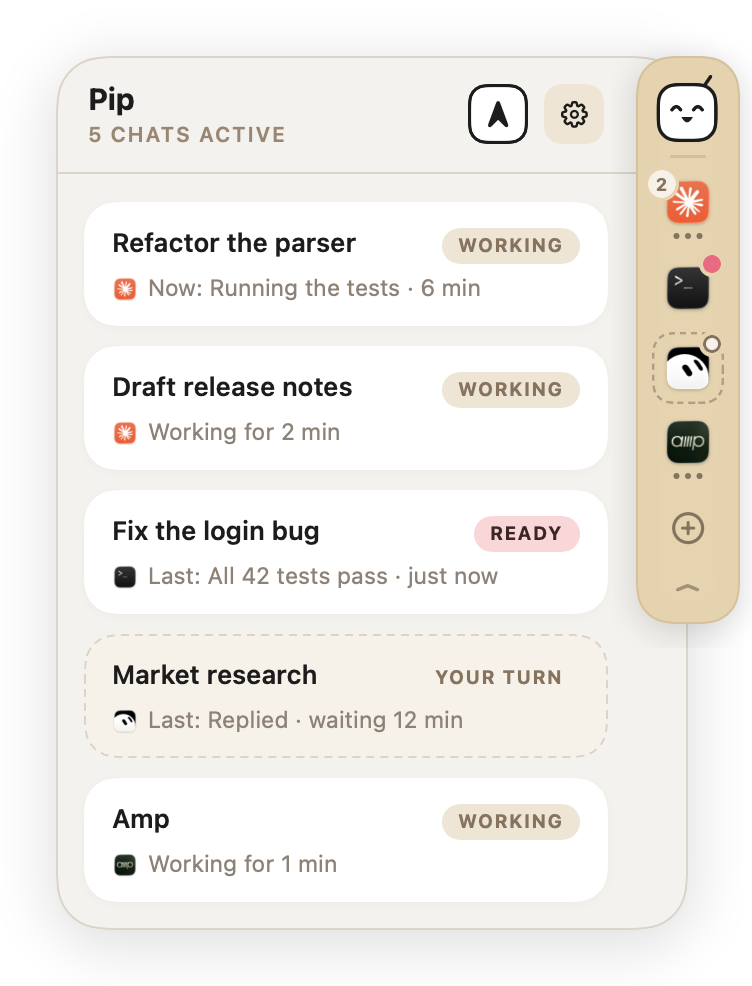 Pip
5 CHATS ACTIVE
2
Refactor the parser
WORKING
Now: Running the tests · 6 min
>_
Draft release notes
WORKING
Working for 2 min
Fix the login bug
READY
>_
Last: All 42 tests pass · just now
Market research
YOUR TURN
Last: Replied · waiting 12 min
amp
Amp
WORKING
amp
Working for 1 min